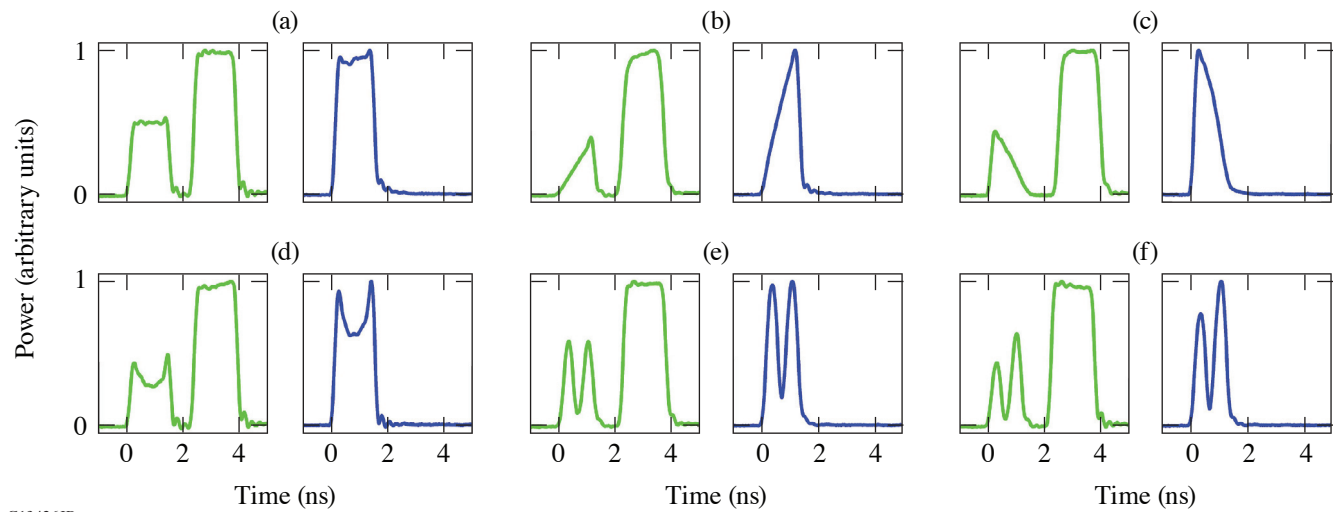 (a) (b) (c)
1
0
Power (arbitrary units)
(d) (e) (f)
1
0
0 2 4 0 2 4 0 2 4 0 2 4 0 2 4 0 2 4
Time (ns) Time (ns) Time (ns)